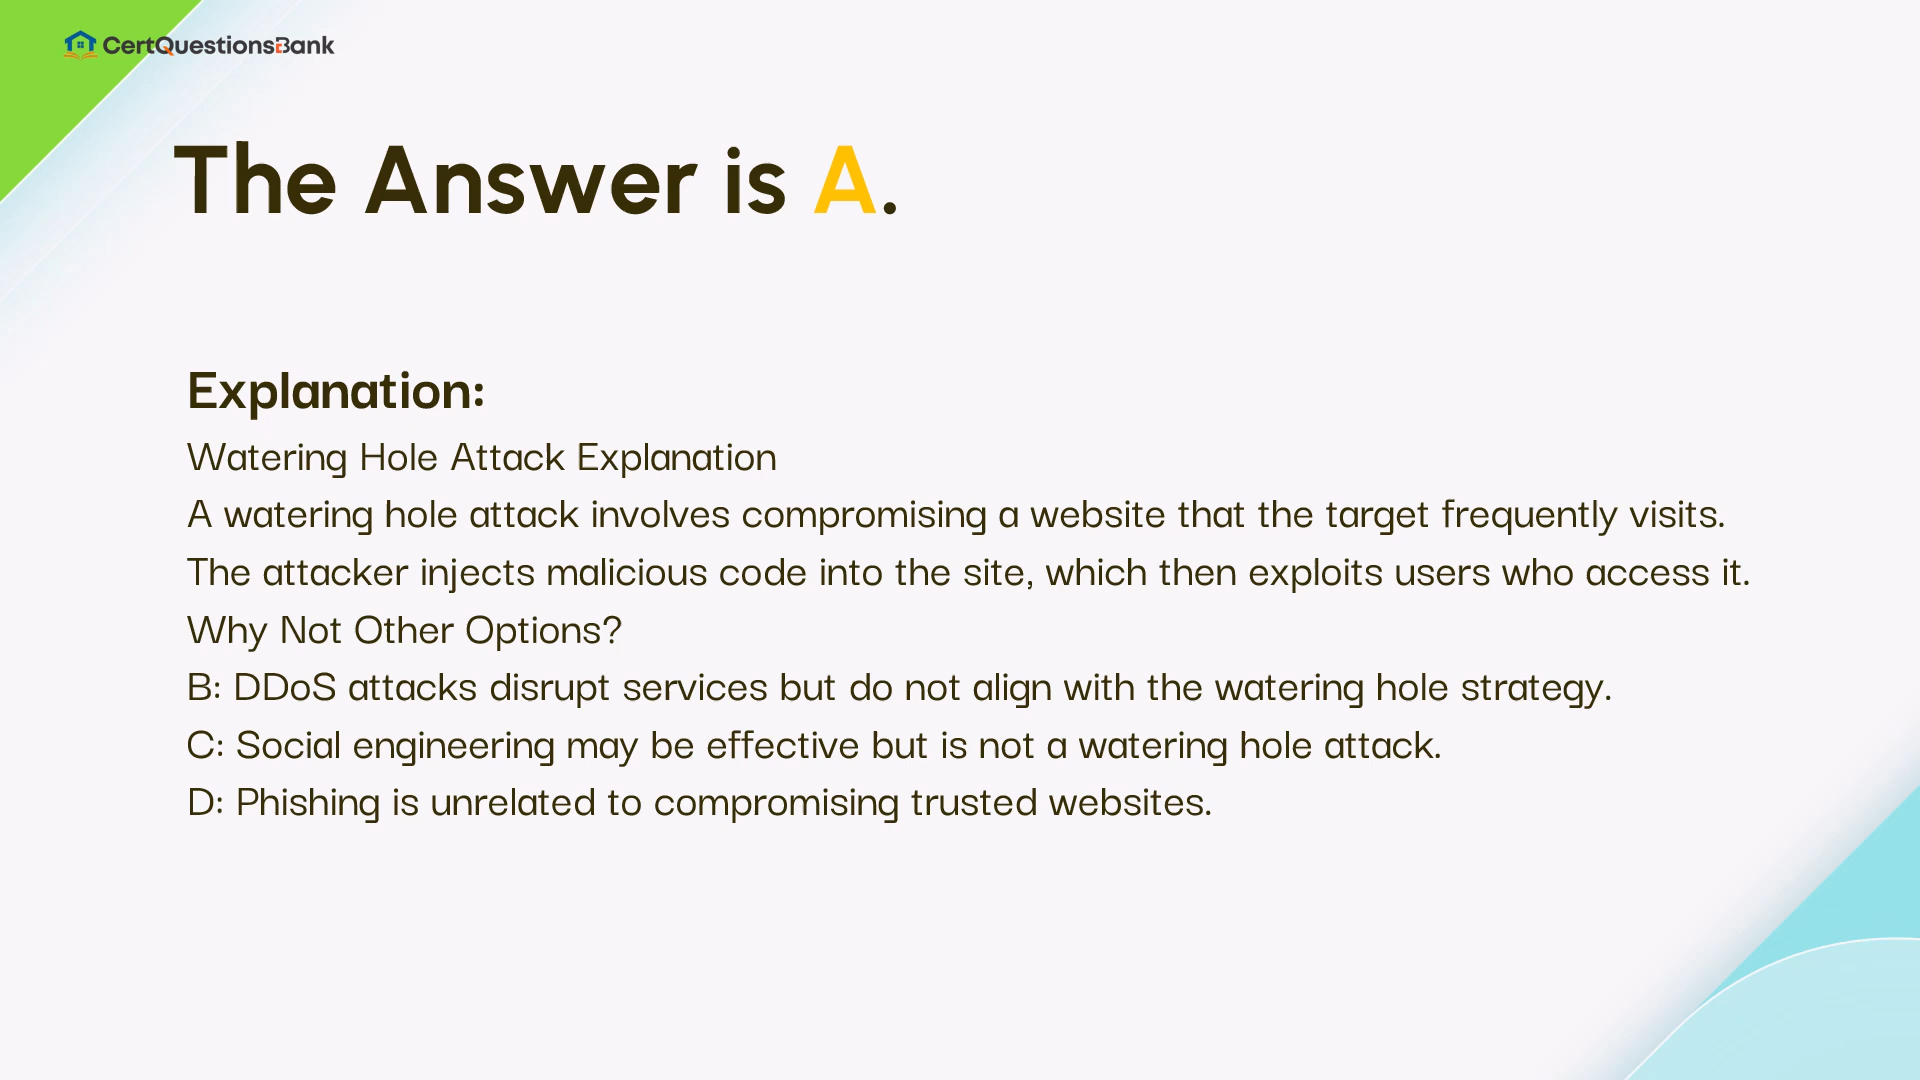 CertQuestionsBank
The Answer is A.
Explanation:
Watering Hole Attack Explanation
A watering hole attack involves compromising a website that the target frequently visits.
The attacker injects malicious code into the site, which then exploits users who access it.
Why Not Other Options?
B: DDoS attacks disrupt services but do not align with the watering hole strategy.
C: Social engineering may be effective but is not a watering hole attack.
D: Phishing is unrelated to compromising trusted websites.